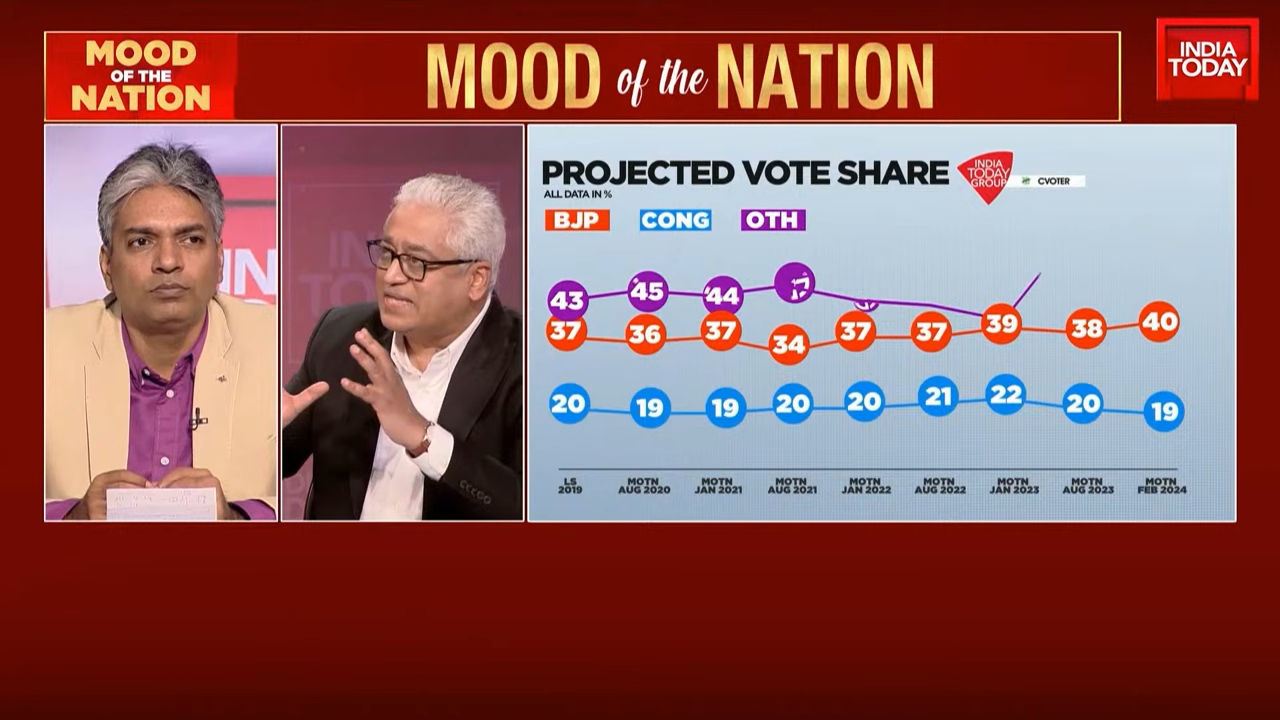 MOOD
OF THE
NATION
MOOD of the NATION
INDIA
TODAY
PROJECTED VOTE SHARE
INDIA
TODAY
GROUP
CVOTER
ALL DATA IN %
BJP CONG OTH
43 45 44
37 36 37 34 37 37 39 38 40
20 19 19 20 20 21 22 20 19
LS
2019
MOTN
AUG 2020
MOTN
JAN 2021
MOTN
AUG 2021
MOTN
JAN 2022
MOTN
AUG 2022
MOTN
JAN 2023
MOTN
AUG 2023
MOTN
FEB 2024